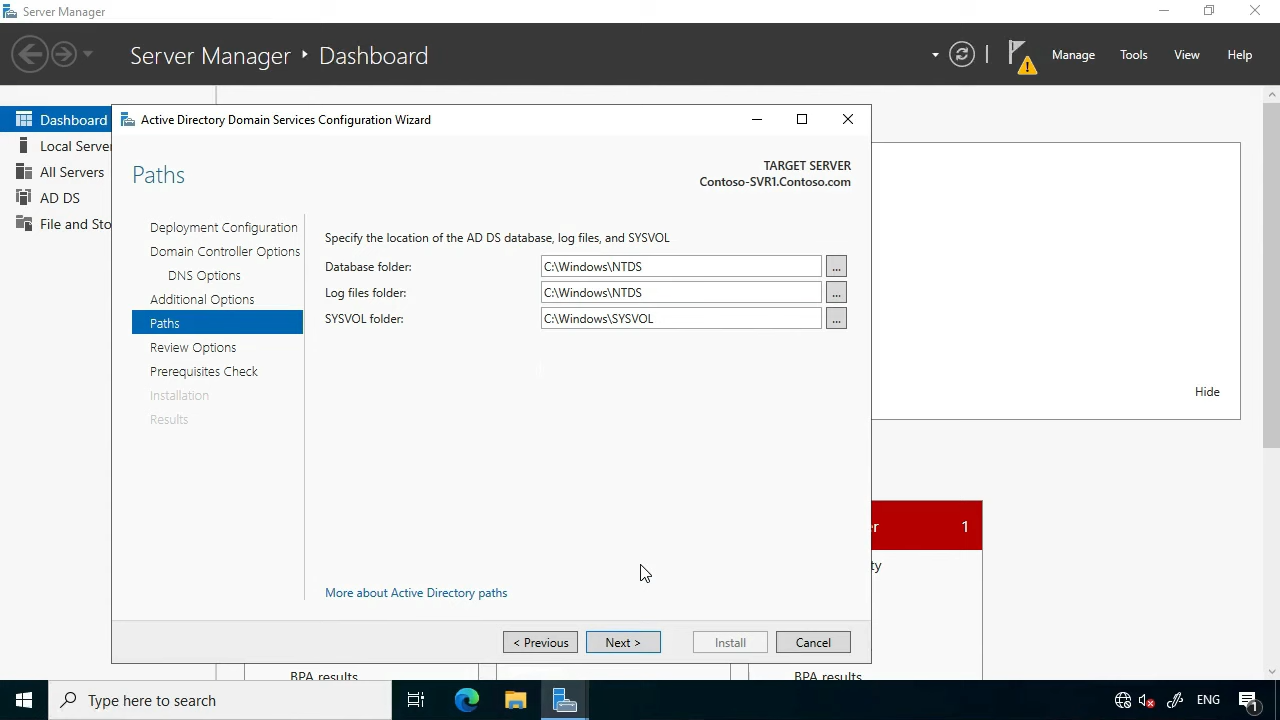 Server Manager
Server Manager Dashboard
Manage Tools View Help
Dashboard
Local Server
All Servers
AD DS
File and Sto
Active Directory Domain Services Configuration Wizard
Paths
TARGET SERVER
Contoso-SVR1.Contoso.com
Deployment Configuration
Domain Controller Options
DNS Options
Additional Options
Paths
Review Options
Prerequisites Check
Installation
Results
Specify the location of the AD DS database, log files, and SYSVOL
Database folder: C:\Windows\NTDS ...
Log files folder: C:\Windows\NTDS ...
SYSVOL folder: C:\Windows\SYSVOL ...
More about Active Directory paths
< Previous Next > Install Cancel
Hide
r 1
ty
BPA results
BPA results
Type here to search
ENG
1